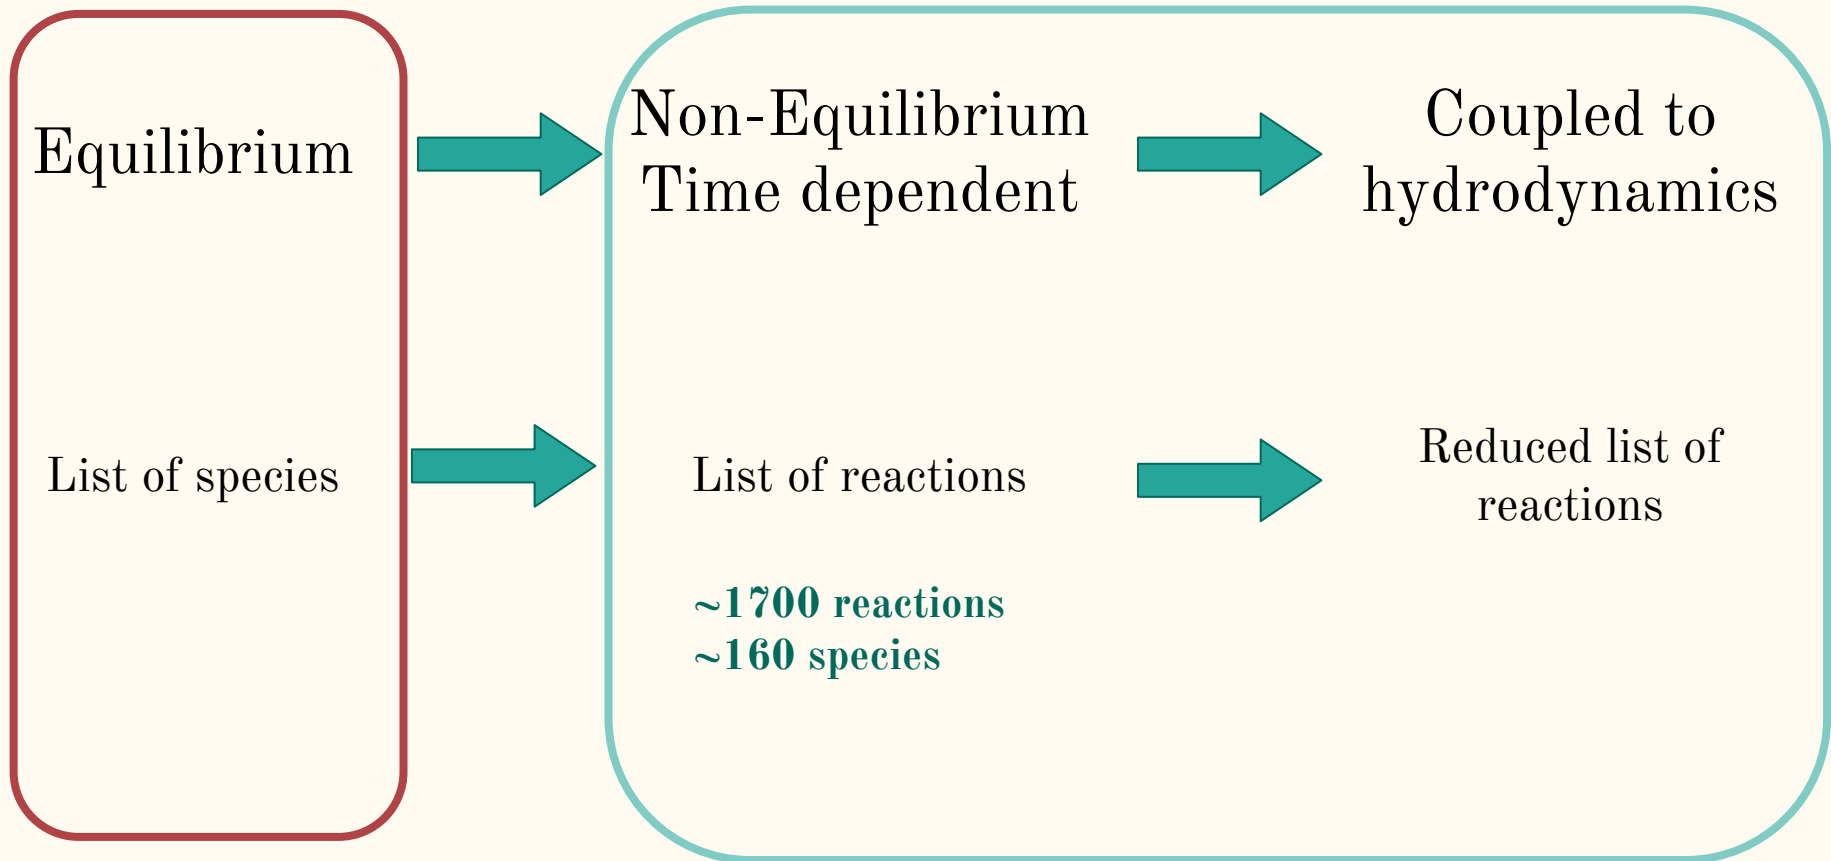 Equilibrium
Non-Equilibrium
Time dependent
Coupled to
hydrodynamics
List of species
List of reactions
Reduced list of
reactions
~1700 reactions
~160 species